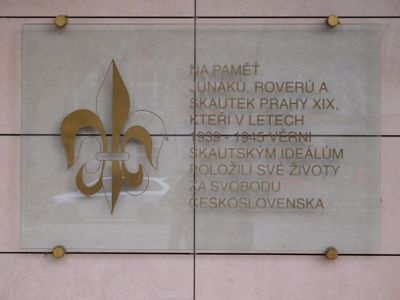 NA PAMĚŤ
JUNÁKŮ, ROVERŮ A
SKAUTEK PRAHY XIX,
KTEŘÍ V LETECH
1939 - 1945 VĚRNI
SKAUTSKÝM IDEÁLŮM
POLOŽILI SVÉ ŽIVOTY
ZA SVOBODU
ČESKOSLOVENSKA